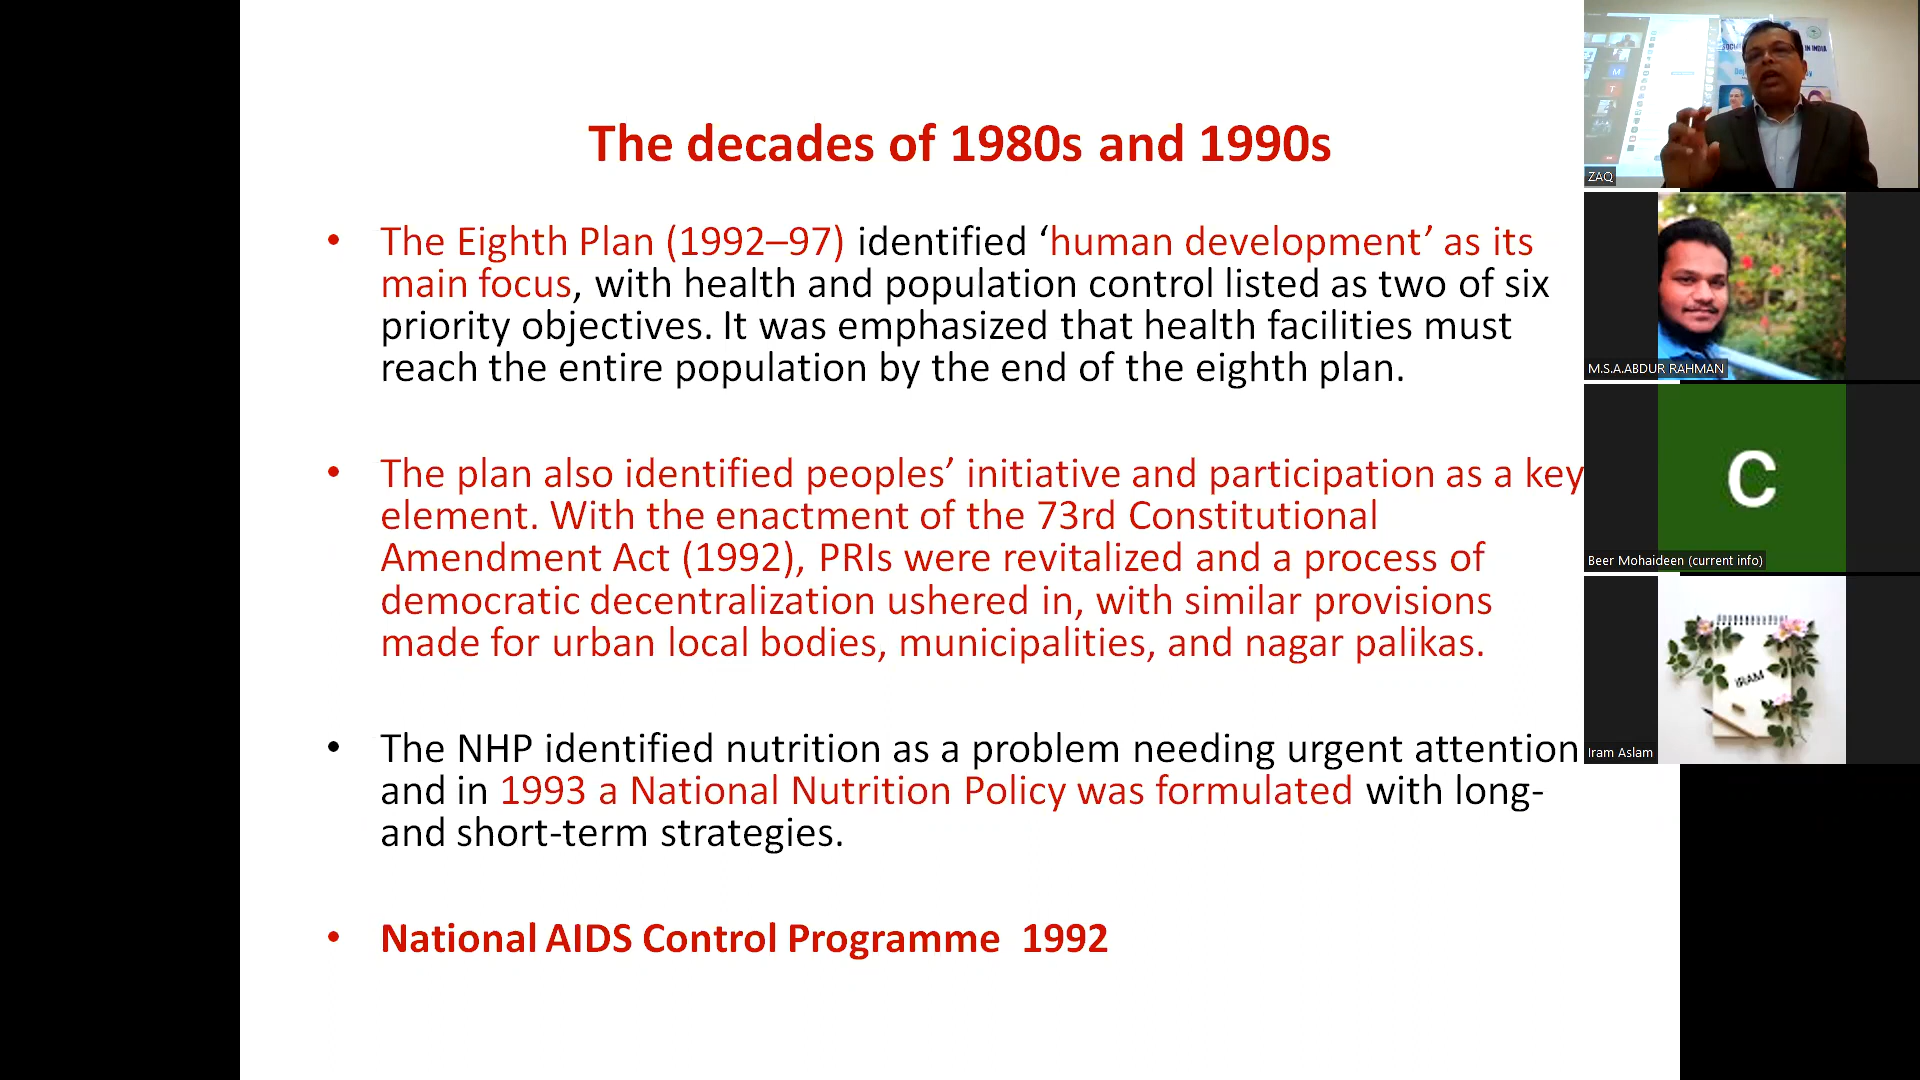 The decades of 1980s and 1990s
• The Eighth Plan (1992–97) identified ‘human development’ as its
main focus, with health and population control listed as two of six
priority objectives. It was emphasized that health facilities must
reach the entire population by the end of the eighth plan.
• The plan also identified peoples’ initiative and participation as a key
element. With the enactment of the 73rd Constitutional
Amendment Act (1992), PRIs were revitalized and a process of
democratic decentralization ushered in, with similar provisions
made for urban local bodies, municipalities, and nagar palikas.
• The NHP identified nutrition as a problem needing urgent attention
and in 1993 a National Nutrition Policy was formulated with long-
and short-term strategies.
• National AIDS Control Programme 1992
IN INDIA
M
T
ZAQ
M.S.A.ABDUR RAHMAN
C
Beer Mohaideen (current info)
IRAM
Iram Aslam